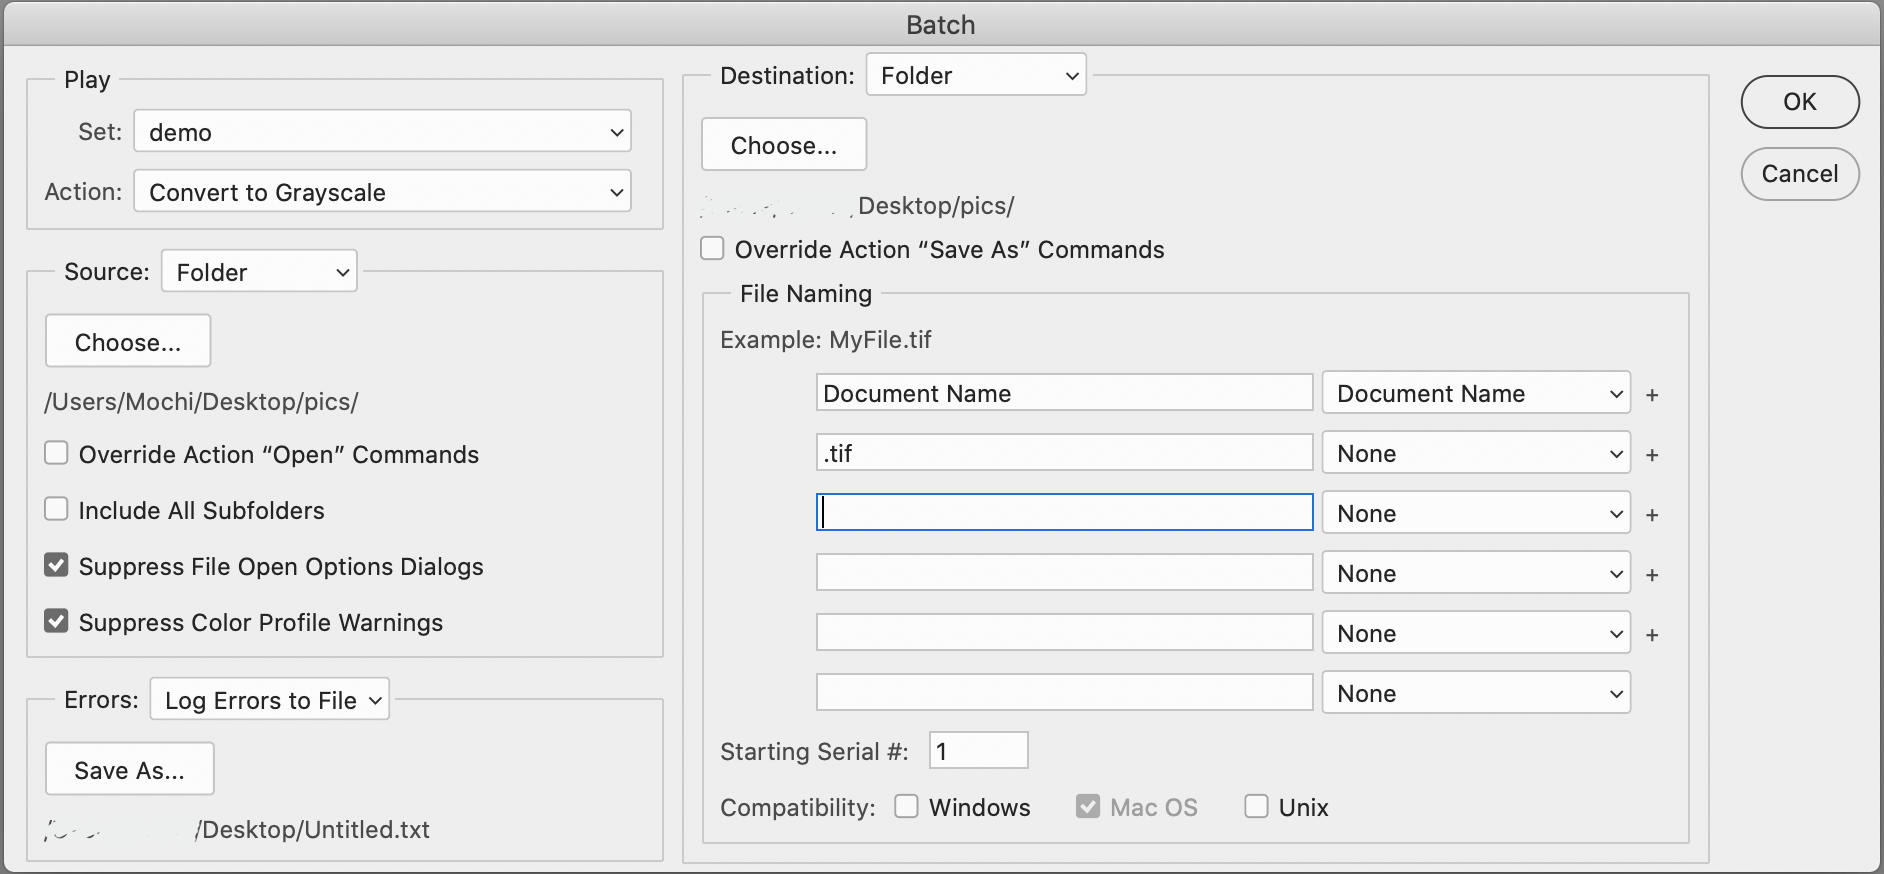 Batch
Play
Set: demo
Action: Convert to Grayscale
Source: Folder
Choose...
/Users/Mochi/Desktop/pics/
Override Action “Open” Commands
Include All Subfolders
Suppress File Open Options Dialogs
Suppress Color Profile Warnings
Errors: Log Errors to File
Save As...
/Desktop/Untitled.txt
Destination: Folder
Choose...
Desktop/pics/
Override Action “Save As” Commands
File Naming
Example: MyFile.tif
Document Name Document Name +
.tif None +
None +
None +
None +
None
Starting Serial #: 1
Compatibility: Windows Mac OS Unix
OK
Cancel